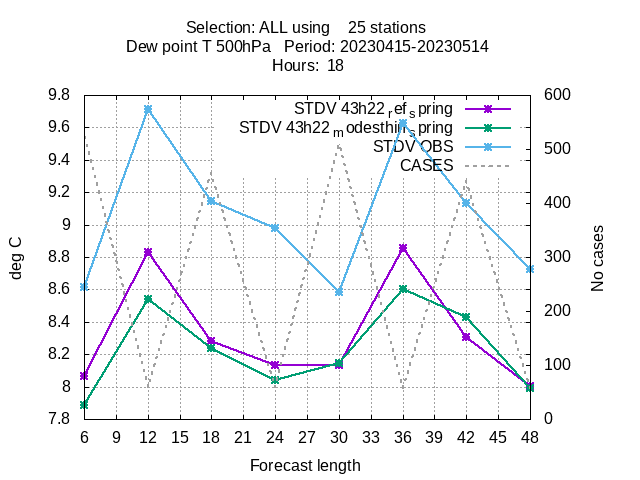 Selection: ALL using 25 stations
Dew point T 500hPa Period: 20230415-20230514
Hours: 18
STDV 43h22_ref_spring
STDV 43h22_modesthirr_spring
STDV OBS
CASES
9.8
9.6
9.4
9.2
9
8.8
8.6
8.4
8.2
8
7.8
deg C
600
500
400
300
200
100
0
No cases
6 9 12 15 18 21 24 27 30 33 36 39 42 45 48
Forecast length